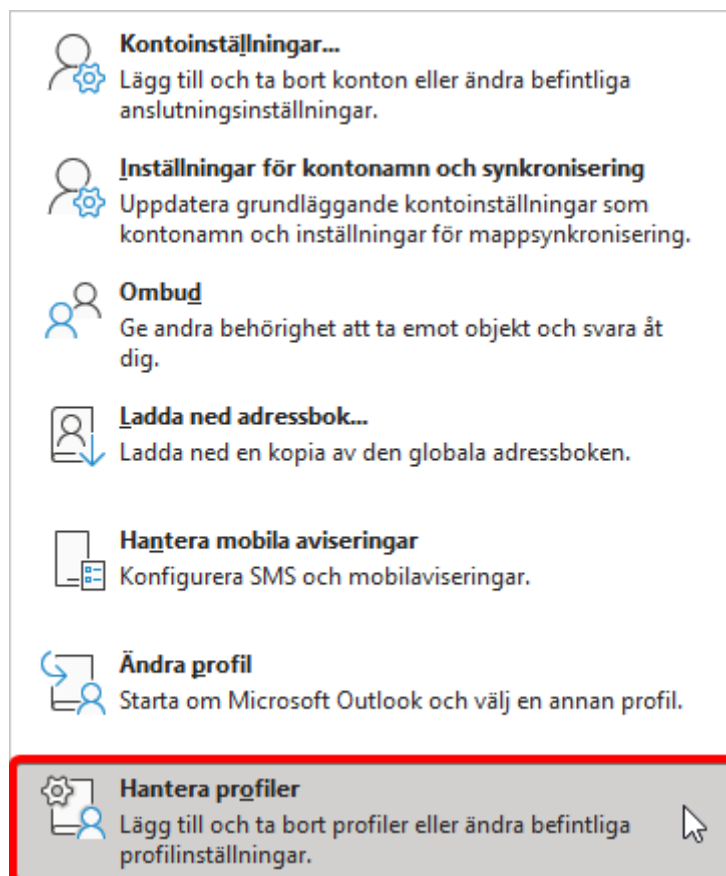 Kontoinställningar...
Lägg till och ta bort konton eller ändra befintliga
anslutningsinställningar.
Inställningar för kontonamn och synkronisering
Uppdatera grundläggande kontoinställningar som
kontonamn och inställningar för mappsynkronisering.
Ombud
Ge andra behörighet att ta emot objekt och svara åt
dig.
Ladda ned adressbok...
Ladda ned en kopia av den globala adressboken.
Hantera mobila aviseringar
Konfigurera SMS och mobilaviseringar.
Ändra profil
Starta om Microsoft Outlook och välj en annan profil.
Hantera profiler
Lägg till och ta bort profiler eller ändra befintliga
profilinställningar.